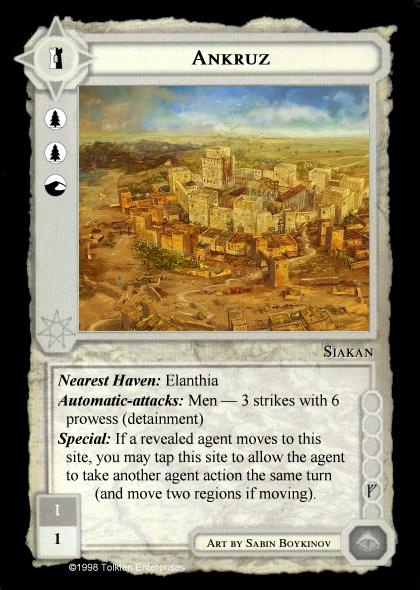 ANKRUZ
SIAKAN
Nearest Haven: Elanthia
Automatic-attacks: Men — 3 strikes with 6
prowess (detainment)
Special: If a revealed agent moves to this
site, you may tap this site to allow the agent
to take another agent action the same turn
(and move two regions if moving).
1
1
ART BY SABIN BOYKINOV
©1998 Tolkien Enterprises